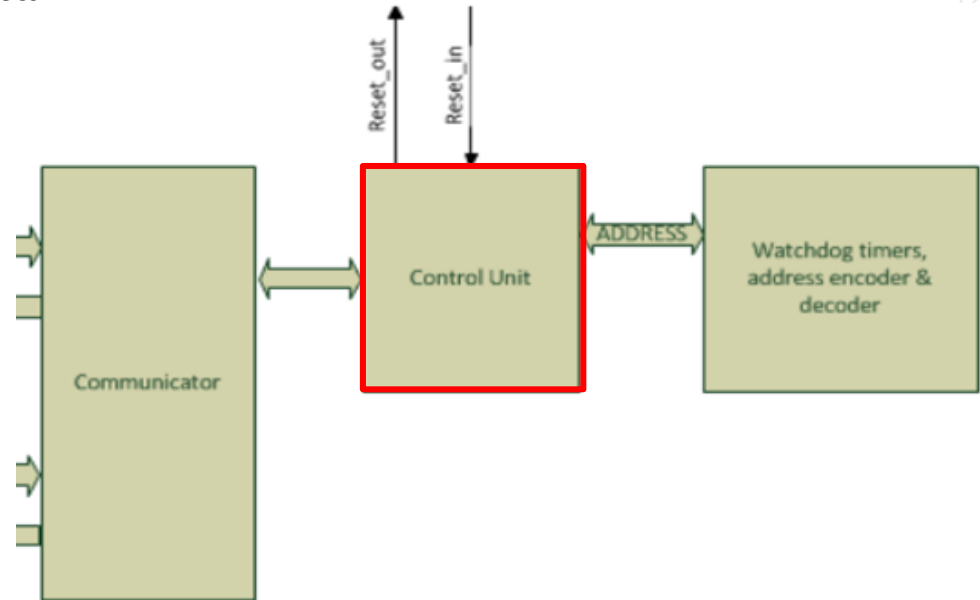 Reset_out
Reset_in
Control Unit
ADDRESS
Watchdog timers,
address encoder &
decoder
Communicator